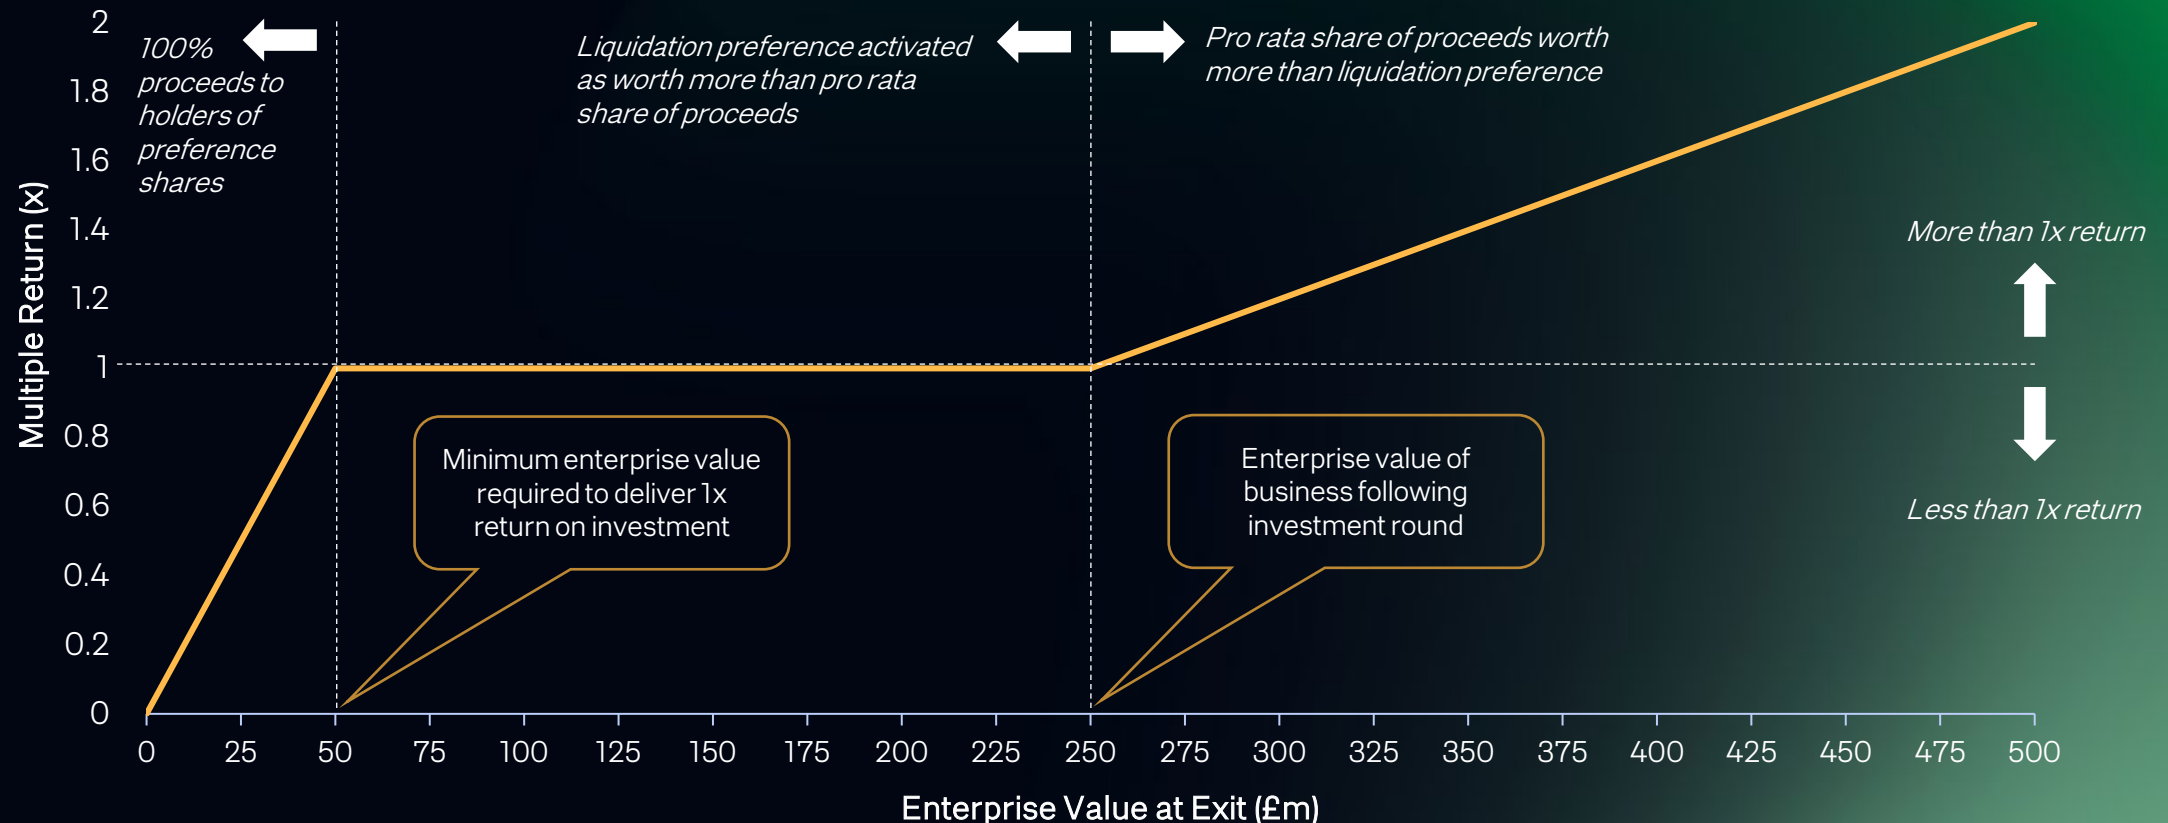 100%
proceeds to
holders of
preference
shares
Liquidation preference activated
as worth more than pro rata
share of proceeds
Pro rata share of proceeds worth
more than liquidation preference
More than 1x return
Less than 1x return
Minimum enterprise value
required to deliver 1x
return on investment
Enterprise value of
business following
investment round
Multiple Return (x)
2
1.8
1.6
1.4
1.2
1
0.8
0.6
0.4
0.2
0
0 25 50 75 100 125 150 175 200 225 250 275 300 325 350 375 400 425 450 475 500
Enterprise Value at Exit (£m)